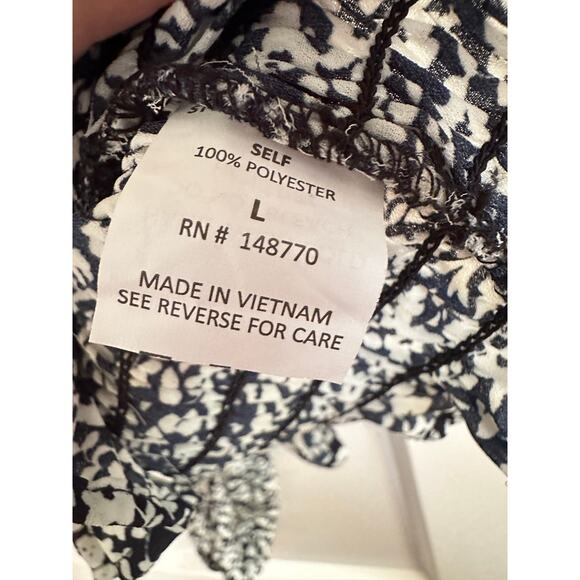 SELF
100% POLYESTER
L
RN # 148770
MADE IN VIETNAM
SEE REVERSE FOR CARE